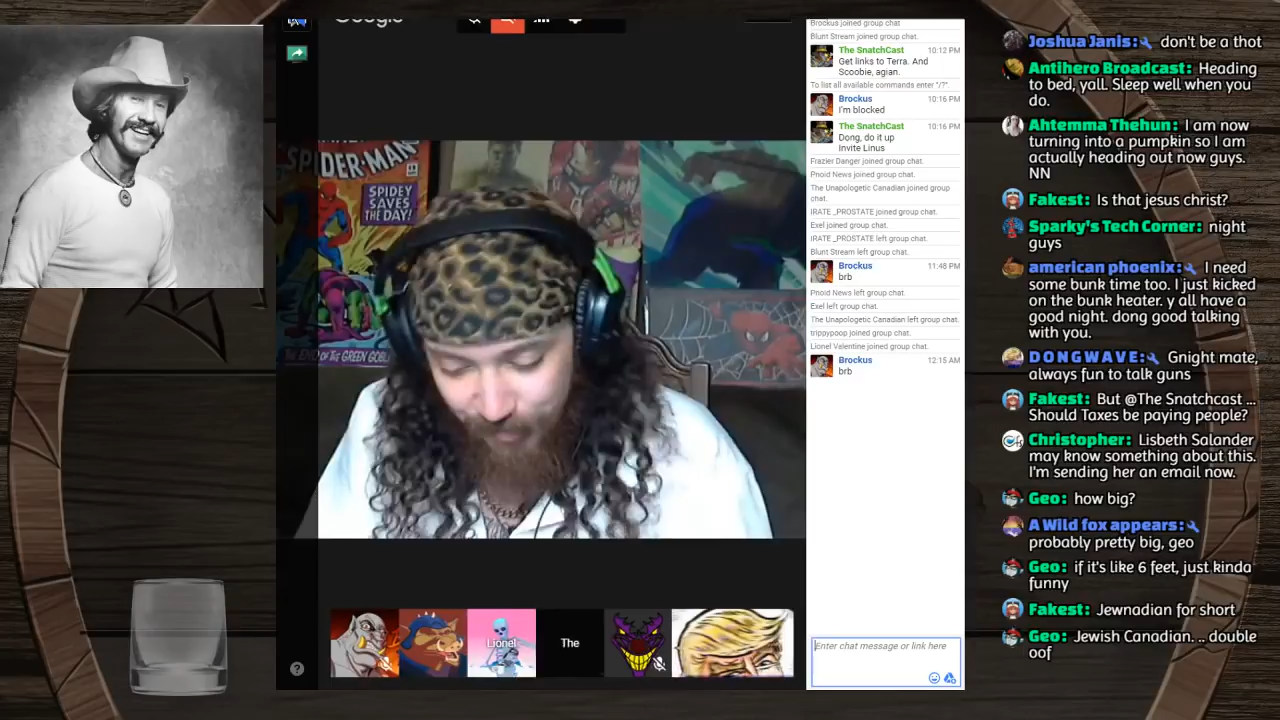 Google
Brockus joined group chat
Blunt Stream joined group chat.
The SnatchCast 10:12 PM
Get links to Terra. And
Scoobie, agian.
To list all available commands enter "/?".
Brockus 10:16 PM
I'm blocked
The SnatchCast 10:16 PM
Dong, do it up
Invite Linus
Frazier Danger joined group chat.
Pnoid News joined group chat.
The Unapologetic Canadian joined group
chat.
IRATE _PROSTATE joined group chat.
Exel joined group chat.
IRATE _PROSTATE left group chat.
Blunt Stream left group chat.
Brockus 11:48 PM
brb
Pnoid News left group chat.
Exel left group chat.
The Unapologetic Canadian left group chat.
trippypoop joined group chat.
Lionel Valentine joined group chat.
Brockus 12:15 AM
brb
Enter chat message or link here
SPIDER-MAN
SPIDEY
SAVES
THE DAY!
THE END OF THE GREEN GOBLIN
Lionel
The
?
Joshua Janis: don't be a thot
Antihero Broadcast: Heading
to bed, yall. Sleep well when you
do.
Ahtemma Thehun: I am now
turning into a pumpkin so I am
actually heading out now guys.
NN
Fakest: Is that jesus christ?
Sparky's Tech Corner: night
guys
american phoenix: I need
some bunk time too. I just kicked
on the bunk heater. y all have a
good night. dong good talking
with you.
DONGWAVE: Gnight mate,
always fun to talk guns
Fakest: But @The Snatchcast ...
Should Taxes be paying people?
Christopher: Lisbeth Salander
may know something about this.
I'm sending her an email now.
Geo: how big?
A Wild fox appears:
probably pretty big, geo
Geo: if it's like 6 feet, just kinda
funny
Fakest: Jewnadian for short
Geo: Jewish Canadian. .. double
oof